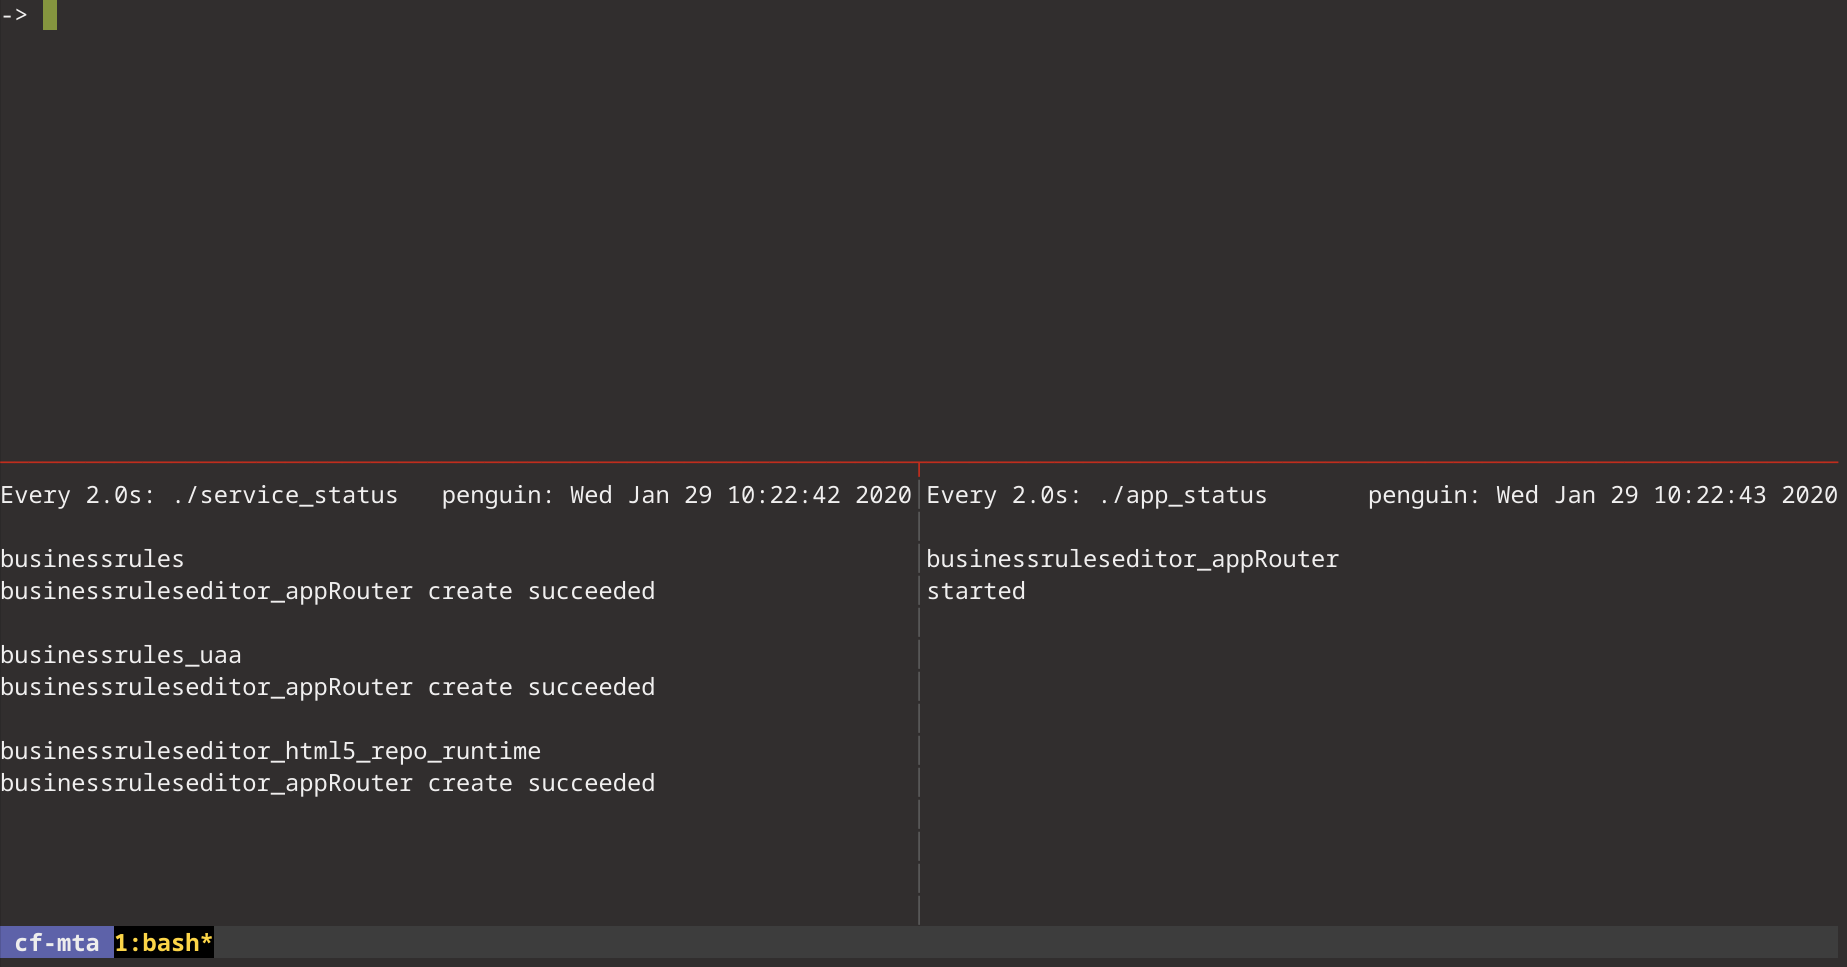 ->
Every 2.0s: ./service_status   penguin: Wed Jan 29 10:22:42 2020
businessrules
businessruleseditor_appRouter create succeeded
businessrules_uaa
businessruleseditor_appRouter create succeeded
businessruleseditor_html5_repo_runtime
businessruleseditor_appRouter create succeeded
Every 2.0s: ./app_status       penguin: Wed Jan 29 10:22:43 2020
businessruleseditor_appRouter
started
cf-mta 1:bash*